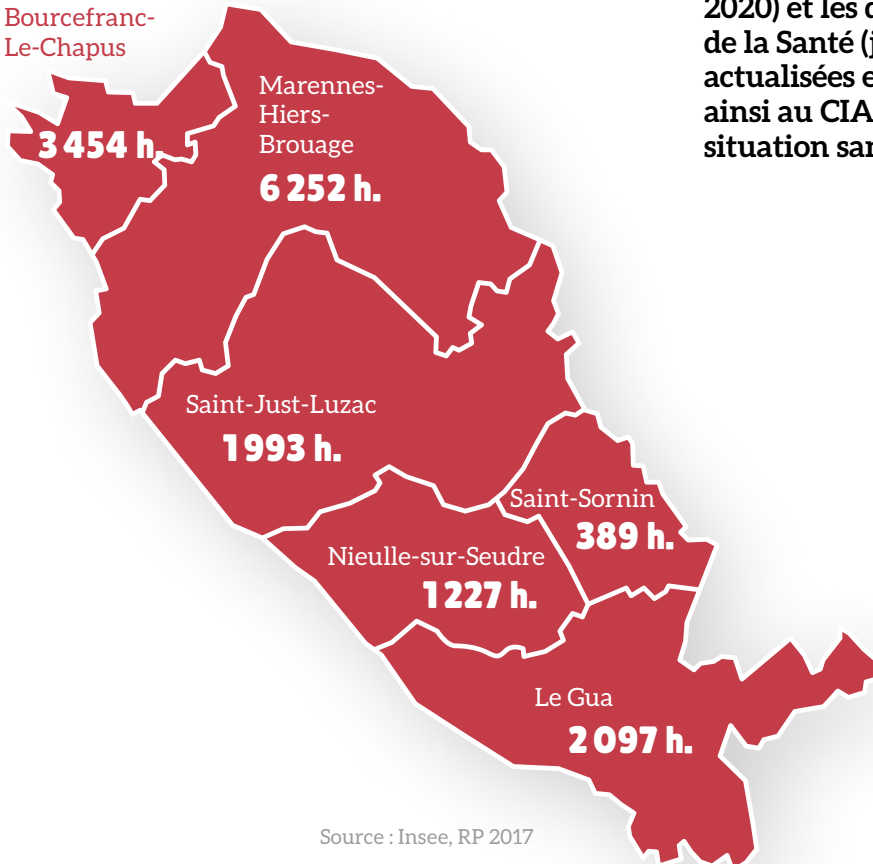 Bourcefranc-
Le-Chapus
3 454 h.
Marennes-
Hiers-
Brouage
6 252 h.
Saint-Just-Luzac
1 993 h.
Saint-Sornin
389 h.
Nieulle-sur-Seudre
1 227 h.
Le Gua
2 097 h.
Source : Insee, RP 2017
2020) et les
de la Santé
actualisées
ainsi au
situation